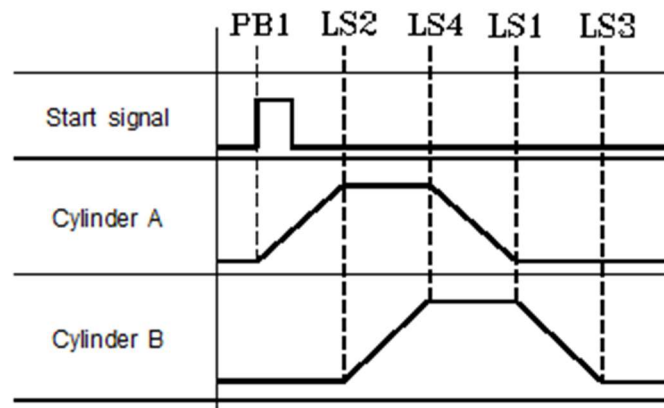 PB1 LS2 LS4 LS1 LS3
Start signal
Cylinder A
Cylinder B